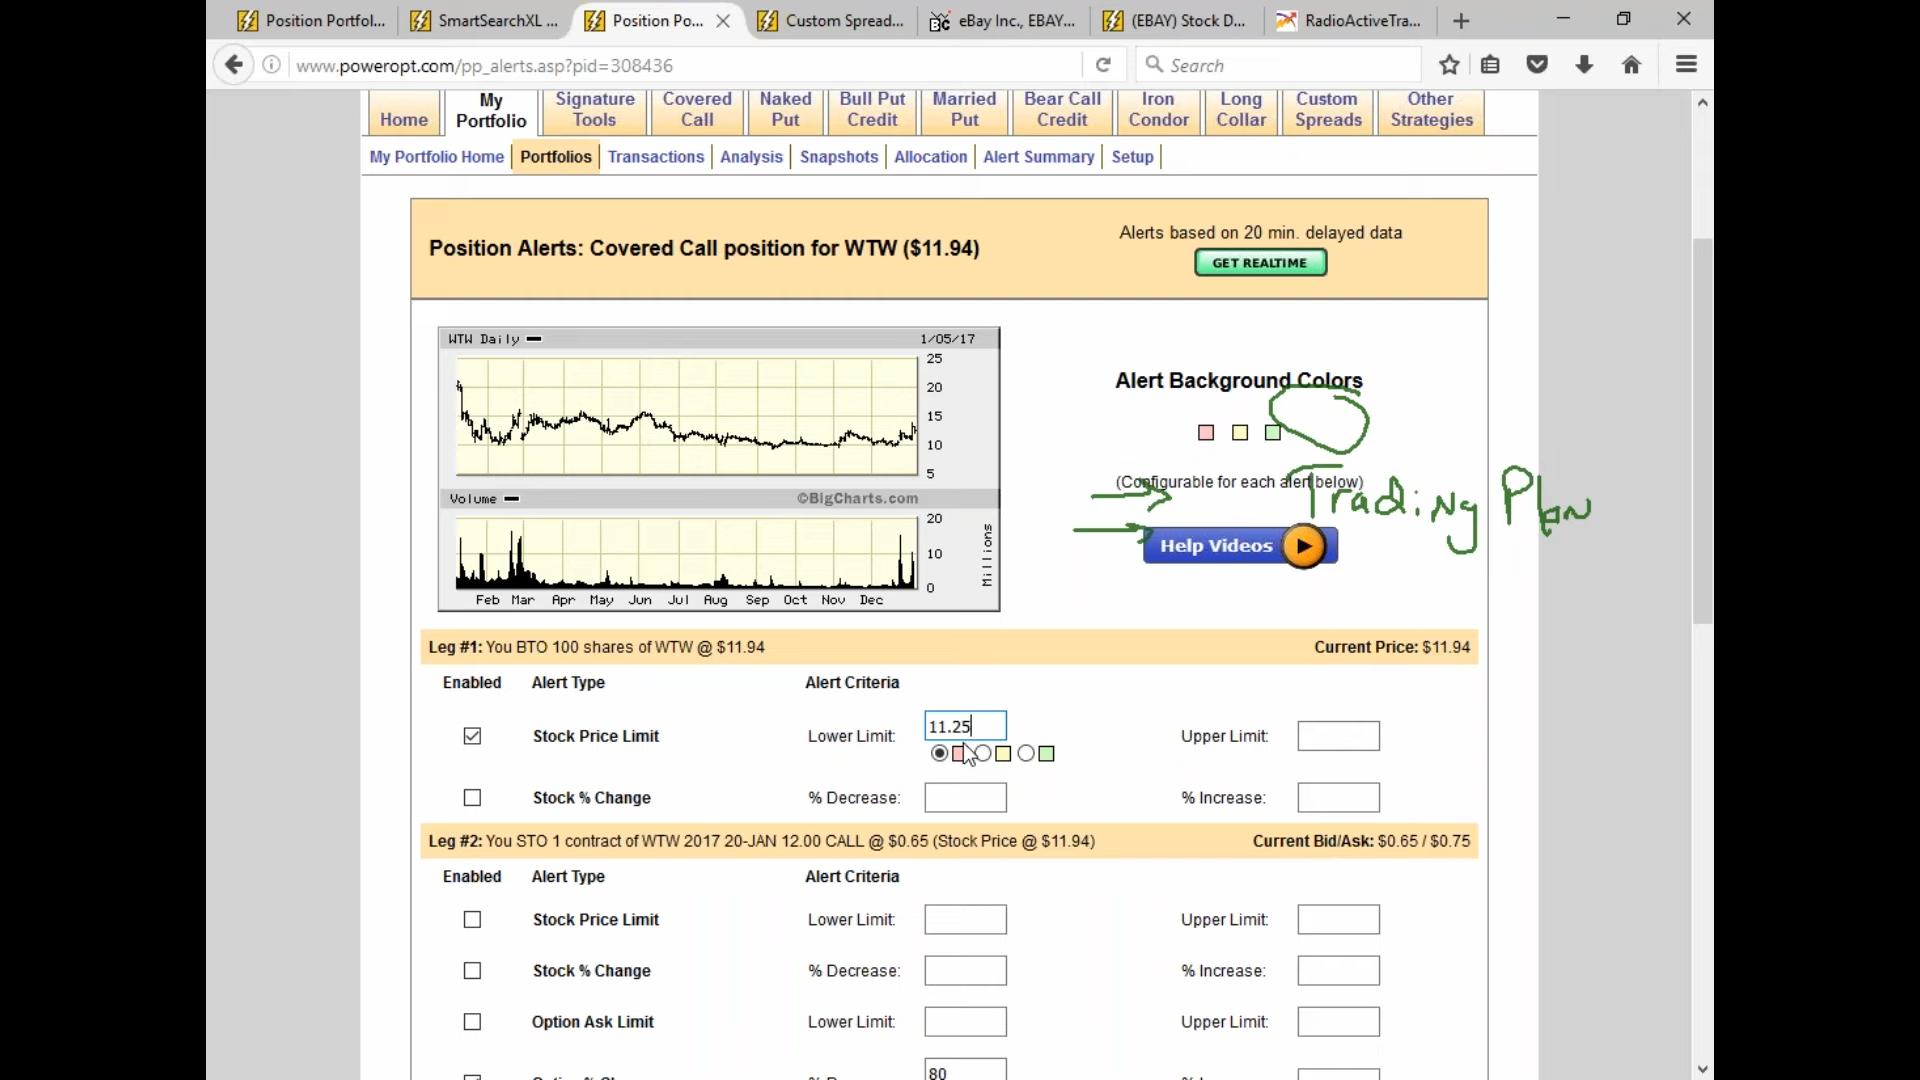 Position Portfol...
SmartSearchXL ...
Position Po...
Custom Spread...
eBay Inc., EBAY...
(EBAY) Stock D...
RadioActiveTra...
www.poweropt.com/pp_alerts.asp?pid=308436
Search
Home
My Portfolio
Signature Tools
Covered Call
Naked Put
Bull Put Credit
Married Put
Bear Call Credit
Iron Condor
Long Collar
Custom Spreads
Other Strategies
My Portfolio Home
Portfolios
Transactions
Analysis
Snapshots
Allocation
Alert Summary
Setup
Position Alerts: Covered Call position for WTW ($11.94)
Alerts based on 20 min. delayed data
GET REALTIME
WTW Daily
1/05/17
25
20
15
10
5
Volume
©BigCharts.com
20
10
0
Millions
Feb Mar Apr May Jun Jul Aug Sep Oct Nov Dec
Alert Background Colors
(Configurable for each alert below)
Trading Plan
Help Videos
Leg #1: You BTO 100 shares of WTW @ $11.94
Current Price: $11.94
Enabled Alert Type Alert Criteria
Stock Price Limit Lower Limit: 11.25 Upper Limit:
Stock % Change % Decrease: % Increase:
Leg #2: You STO 1 contract of WTW 2017 20-JAN 12.00 CALL @ $0.65 (Stock Price @ $11.94)
Current Bid/Ask: $0.65 / $0.75
Enabled Alert Type Alert Criteria
Stock Price Limit Lower Limit: Upper Limit:
Stock % Change % Decrease: % Increase:
Option Ask Limit Lower Limit: Upper Limit:
80